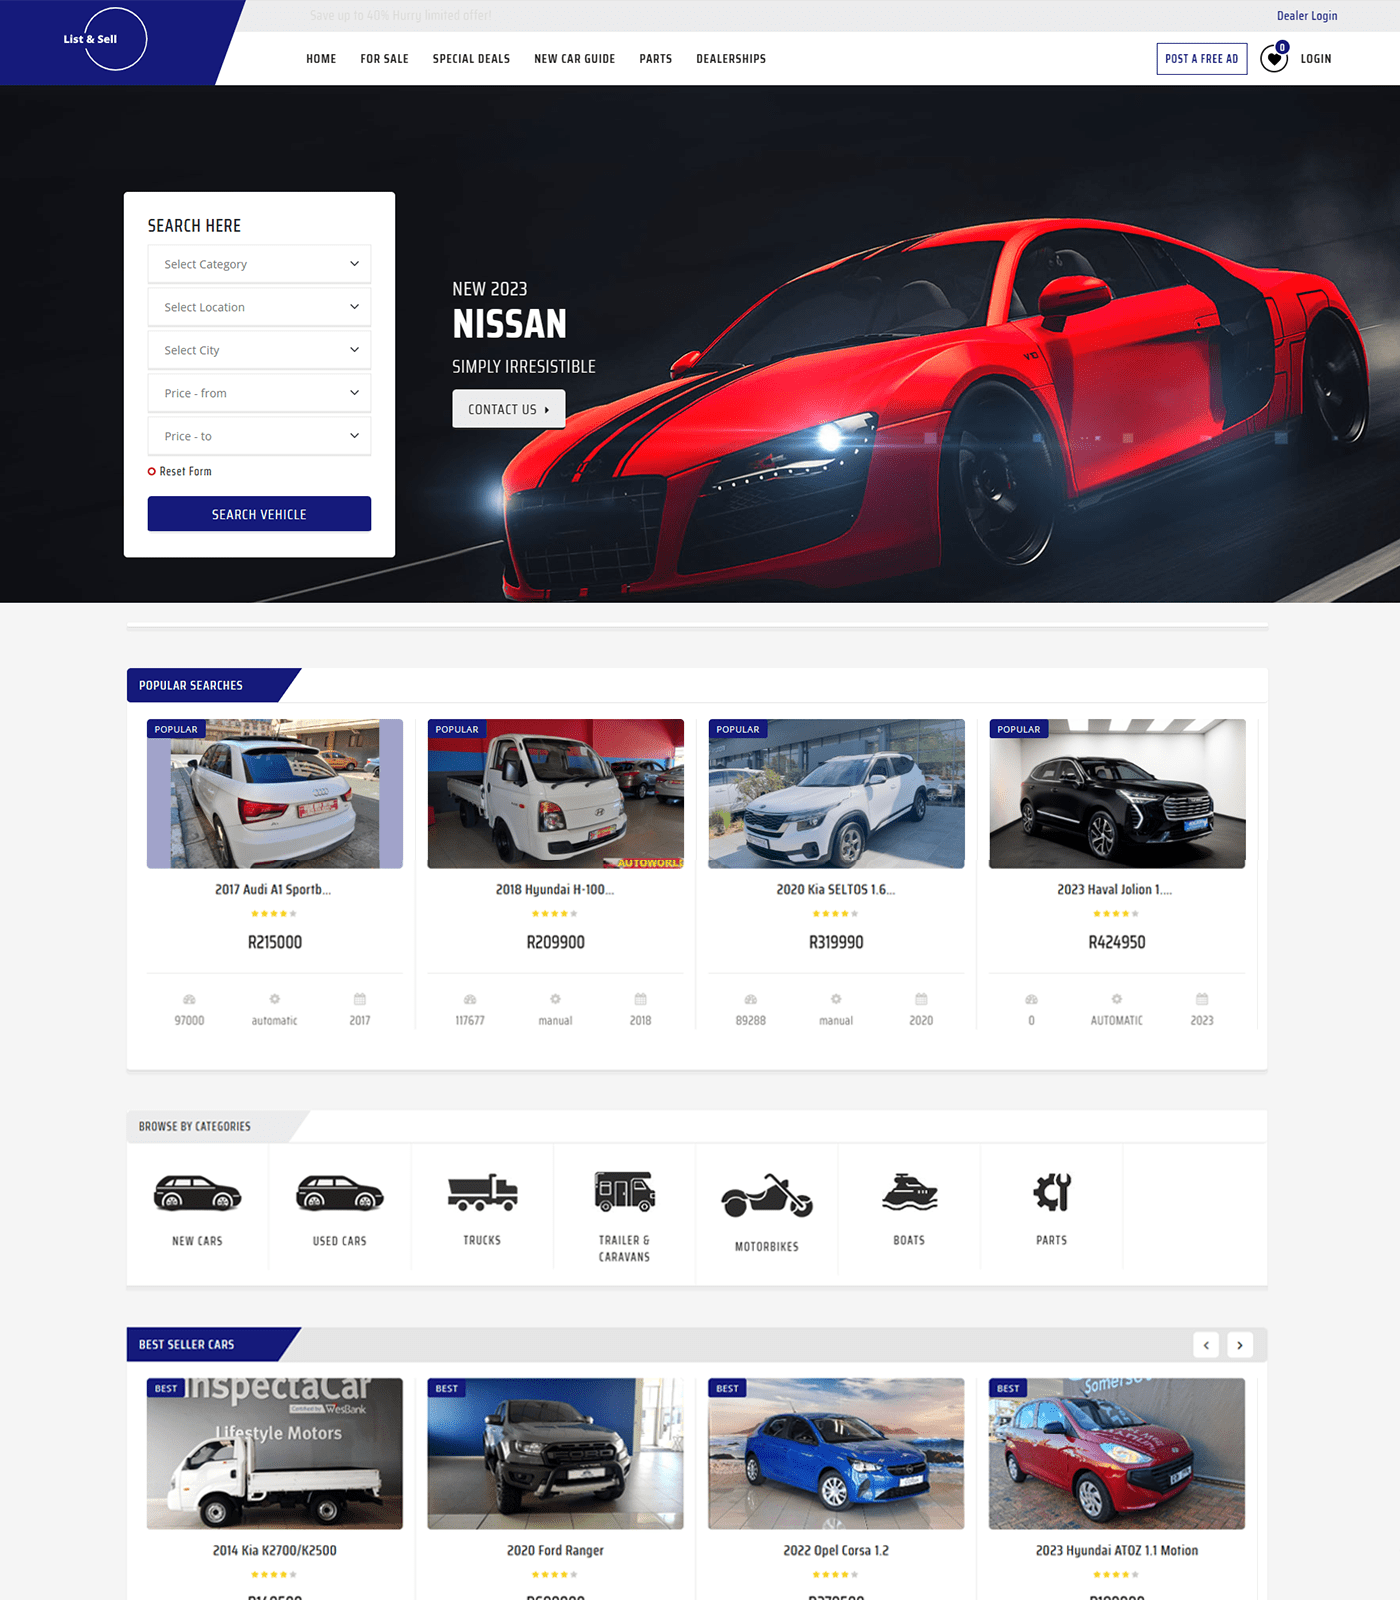 List & Sell
Save up to 40% Hurry limited offer!
Dealer Login
HOME
FOR SALE
SPECIAL DEALS
NEW CAR GUIDE
PARTS
DEALERSHIPS
POST A FREE AD
0
LOGIN
SEARCH HERE
Select Category
Select Location
Select City
Price - from
Price - to
Reset Form
SEARCH VEHICLE
NEW 2023
NISSAN
SIMPLY IRRESISTIBLE
CONTACT US
V10
POPULAR SEARCHES
POPULAR
POPULAR
POPULAR
POPULAR
AUTOWORLD
2017 Audi A1 Sportb...
2018 Hyundai H-100...
2020 Kia SELTOS 1.6...
2023 Haval Jolion 1....
R215000
R209900
R319990
R424950
97000
automatic
2017
117677
manual
2018
89288
manual
2020
0
AUTOMATIC
2023
BROWSE BY CATEGORIES
NEW CARS
USED CARS
TRUCKS
TRAILER &
CARAVANS
MOTORBIKES
BOATS
PARTS
BEST SELLER CARS
BEST
BEST
BEST
BEST
InspectaCar
Certified by WesBank
Lifestyle Motors
2014 Kia K2700/K2500
2020 Ford Ranger
2022 Opel Corsa 1.2
2023 Hyundai ATOZ 1.1 Motion